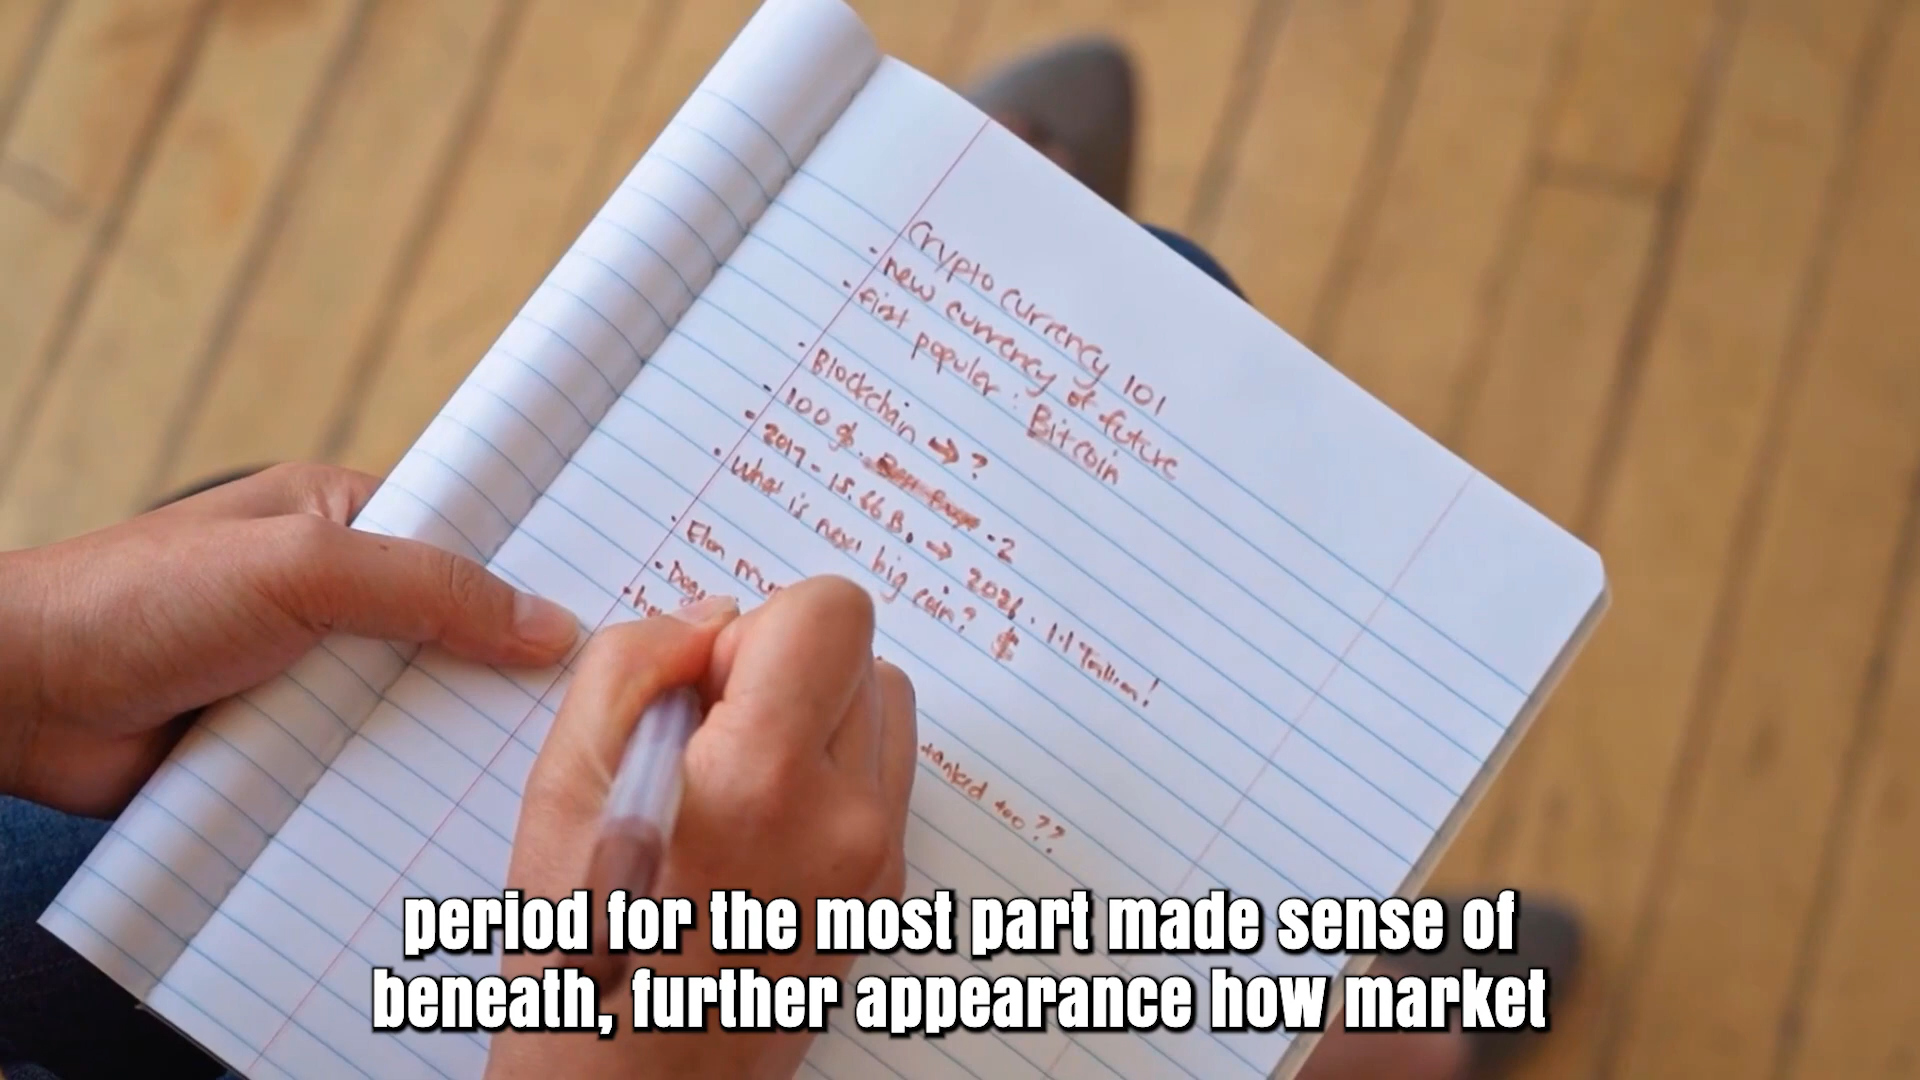 Crypto currency 101
- new currency of future
- first populer : Bitcoin
- Blockchain → ?
- 100 $. - 2
- 2017 - 15.66 B. → 2021. 1.1 Trillion!
- What is next big coin? $
- Elon
- Doge
tanked too ??
period for the most part made sense of
beneath, further appearance how market